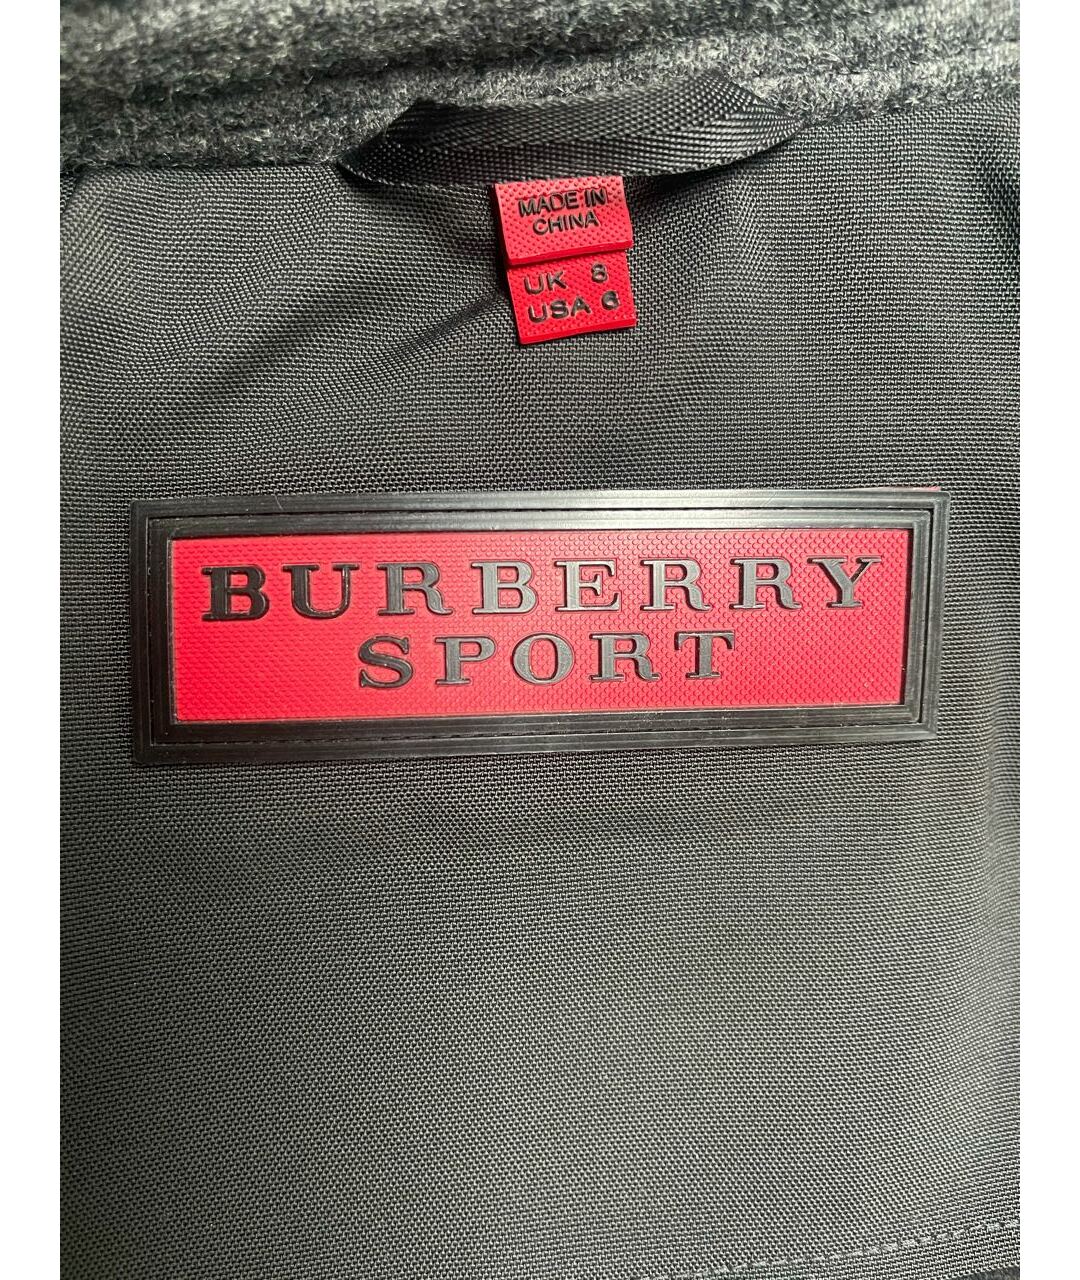 MADE IN
CHINA
UK 8
USA 6
BURBERRY
SPORT